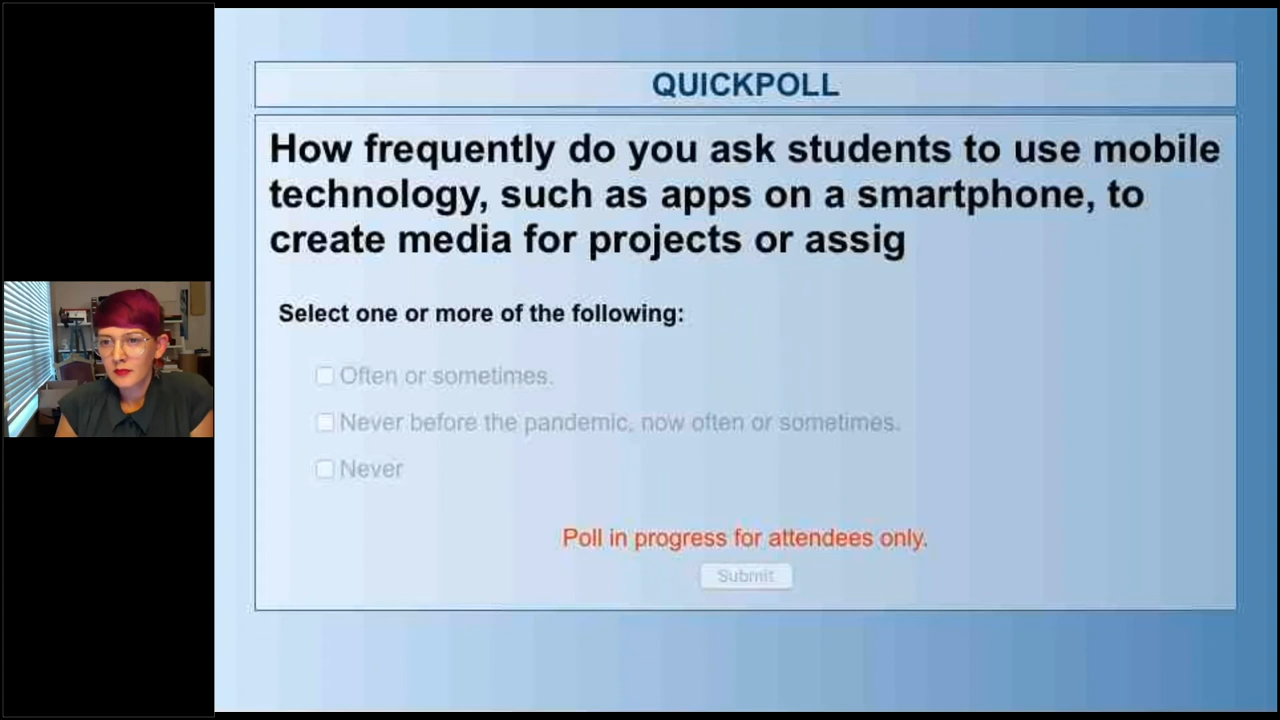 QUICKPOLL
How frequently do you ask students to use mobile
technology, such as apps on a smartphone, to
create media for projects or assig
Select one or more of the following:
Often or sometimes.
Never before the pandemic, now often or sometimes.
Never
Poll in progress for attendees only.
Submit